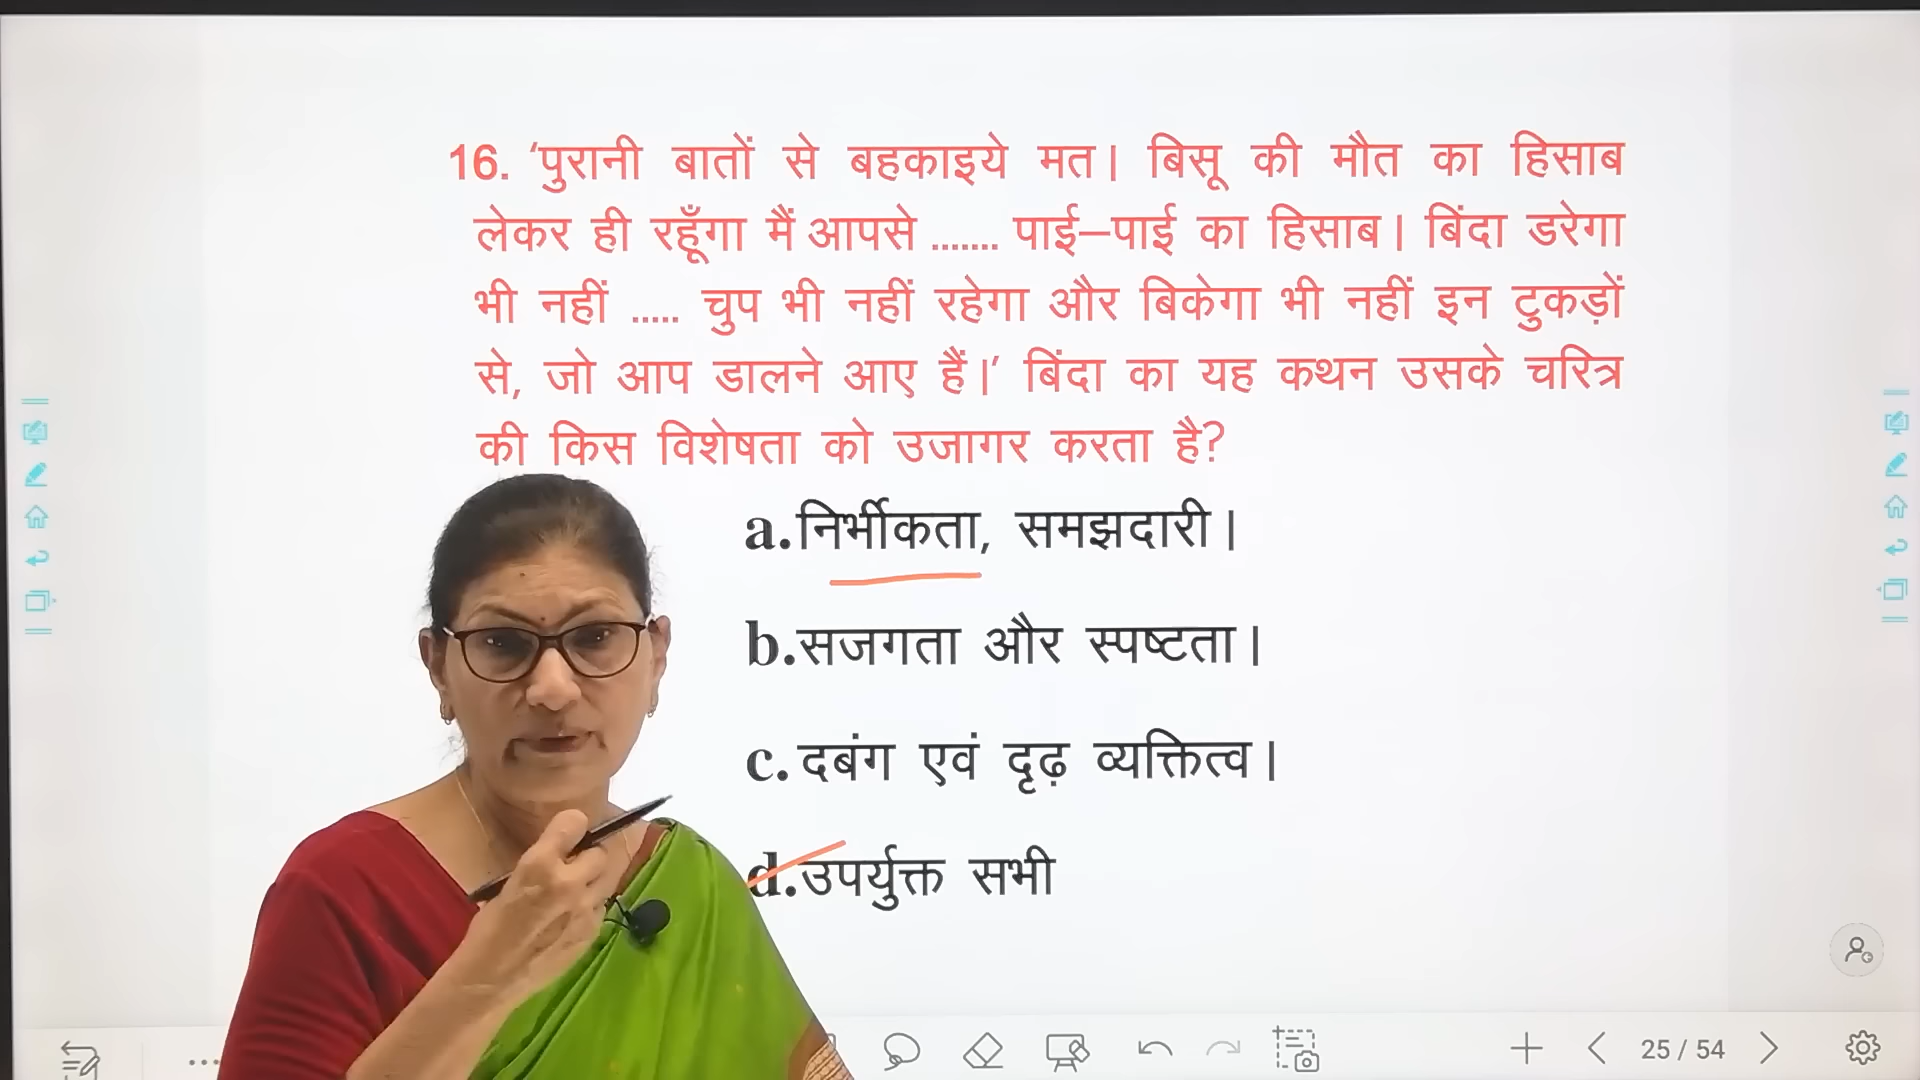 16. ‘पुरानी बातों से बहकाइये मत। बिसू की मौत का हिसाब
लेकर ही रहूँगा मैं आपसे ....... पाई–पाई का हिसाब। बिंदा डरेगा
भी नहीं ..... चुप भी नहीं रहेगा और बिकेगा भी नहीं इन टुकड़ों
से, जो आप डालने आए हैं।’ बिंदा का यह कथन उसके चरित्र
की किस विशेषता को उजागर करता है?
a.निर्भीकता, समझदारी।
b.सजगता और स्पष्टता।
c. दबंग एवं दृढ़ व्यक्तित्व।
d.उपर्युक्त सभी
25 / 54